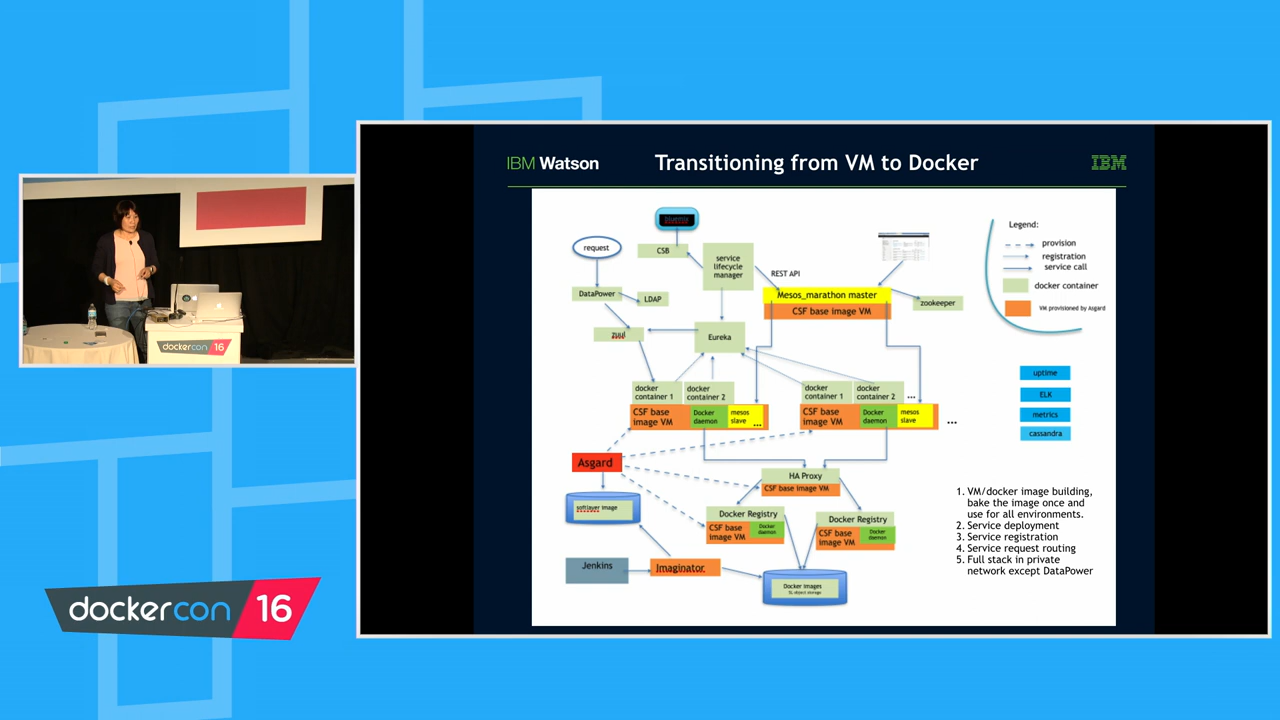 IBM Watson
Transitioning from VM to Docker
IBM
bluemix
request
CSB
service
lifecycle
manager
REST API
DataPower
LDAP
Mesos_marathon master
CSF base image VM
zookeeper
zuul
Eureka
Legend:
provision
registration
service call
docker container
VM provisioned by Asgard
docker
container 1
docker
container 2
CSF base
image VM
Docker
daemon
mesos
slave
...
docker
container 1
docker
container 2
...
CSF base
image VM
Docker
daemon
mesos
slave
...
uptime
ELK
metrics
cassandra
Asgard
softlayer image
HA Proxy
CSF base image VM
Docker Registry
CSF base
image VM
Docker
daemon
Docker Registry
CSF base
image VM
Docker
daemon
Jenkins
Imaginator
Docker images
SL object storage
1. VM/docker image building,
bake the image once and
use for all environments.
2. Service deployment
3. Service registration
4. Service request routing
5. Full stack in private
network except DataPower
dockercon 16
dockercon 16